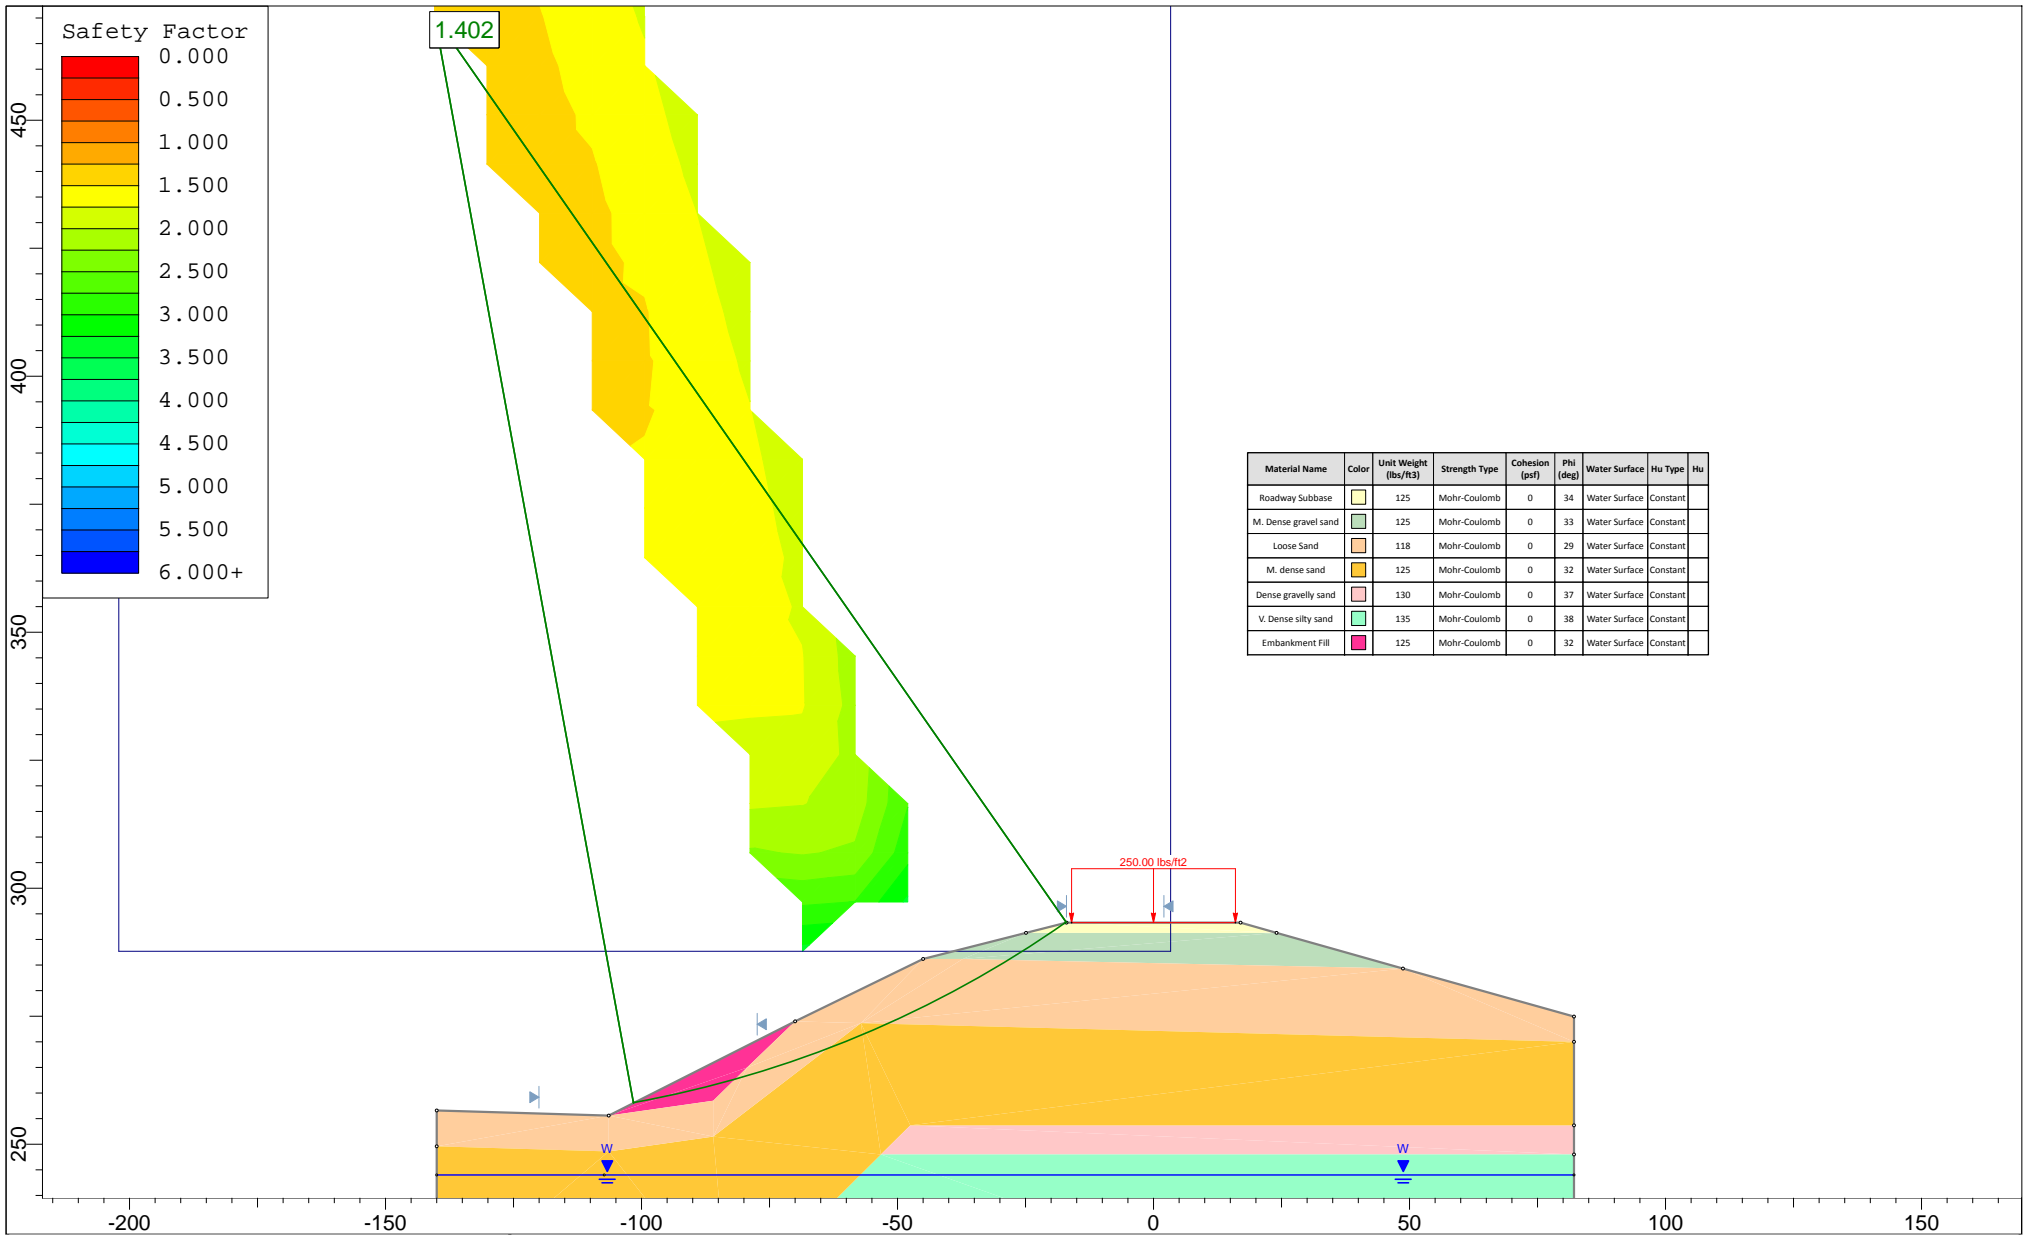 Safety Factor
0.000
0.500
1.000
1.500
2.000
2.500
3.000
3.500
4.000
4.500
5.000
5.500
6.000+
1.402
450
400
350
300
250
Material Name Color Unit Weight (lbs/ft3) Strength Type Cohesion (psf) Phi (deg) Water Surface Hu Type Hu
Roadway Subbase 125 Mohr-Coulomb 0 34 Water Surface Constant
M. Dense gravel sand 125 Mohr-Coulomb 0 33 Water Surface Constant
Loose Sand 118 Mohr-Coulomb 0 29 Water Surface Constant
M. dense sand 125 Mohr-Coulomb 0 32 Water Surface Constant
Dense gravelly sand 130 Mohr-Coulomb 0 37 Water Surface Constant
V. Dense silty sand 135 Mohr-Coulomb 0 38 Water Surface Constant
Embankment Fill 125 Mohr-Coulomb 0 32 Water Surface Constant
250.00 lbs/ft2
W W
-200 -150 -100 -50 0 50 100 150